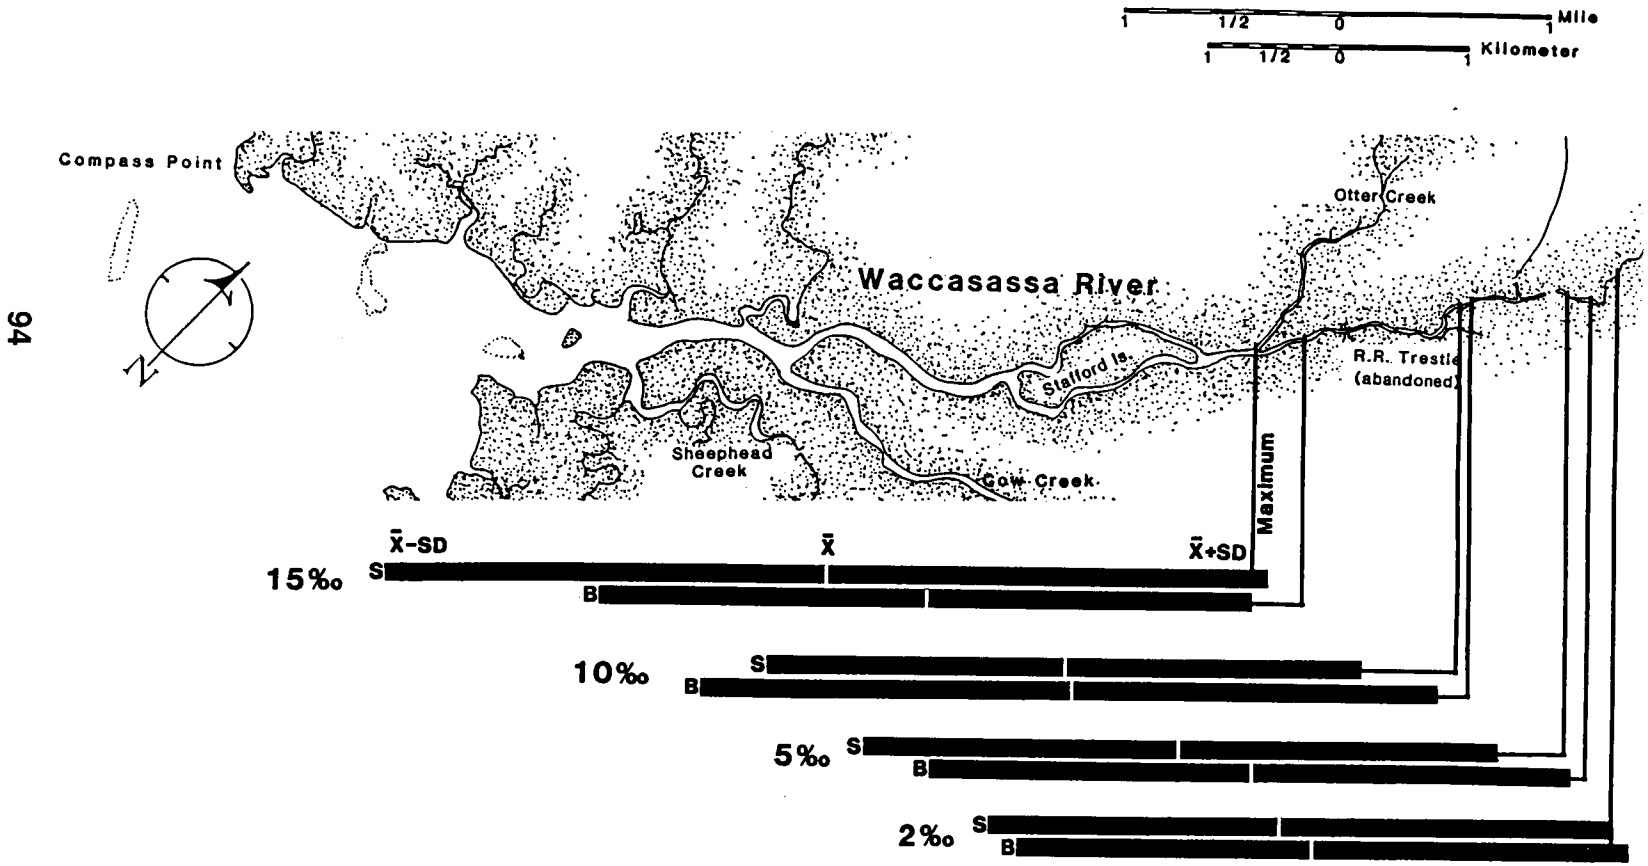 Mile
1 1/2 0 1
Kilometer
1 1/2 0 1
Compass Point
Otter Creek
Waccasassa River
N
94
Stafford Is.
R.R. Trestle
(abandoned)
Sheephead
Creek
Cow Creek
Maximum
X̄-SD X̄ X̄+SD
15‰ S
B
10‰ S
B
5‰ S
B
2‰ S
B